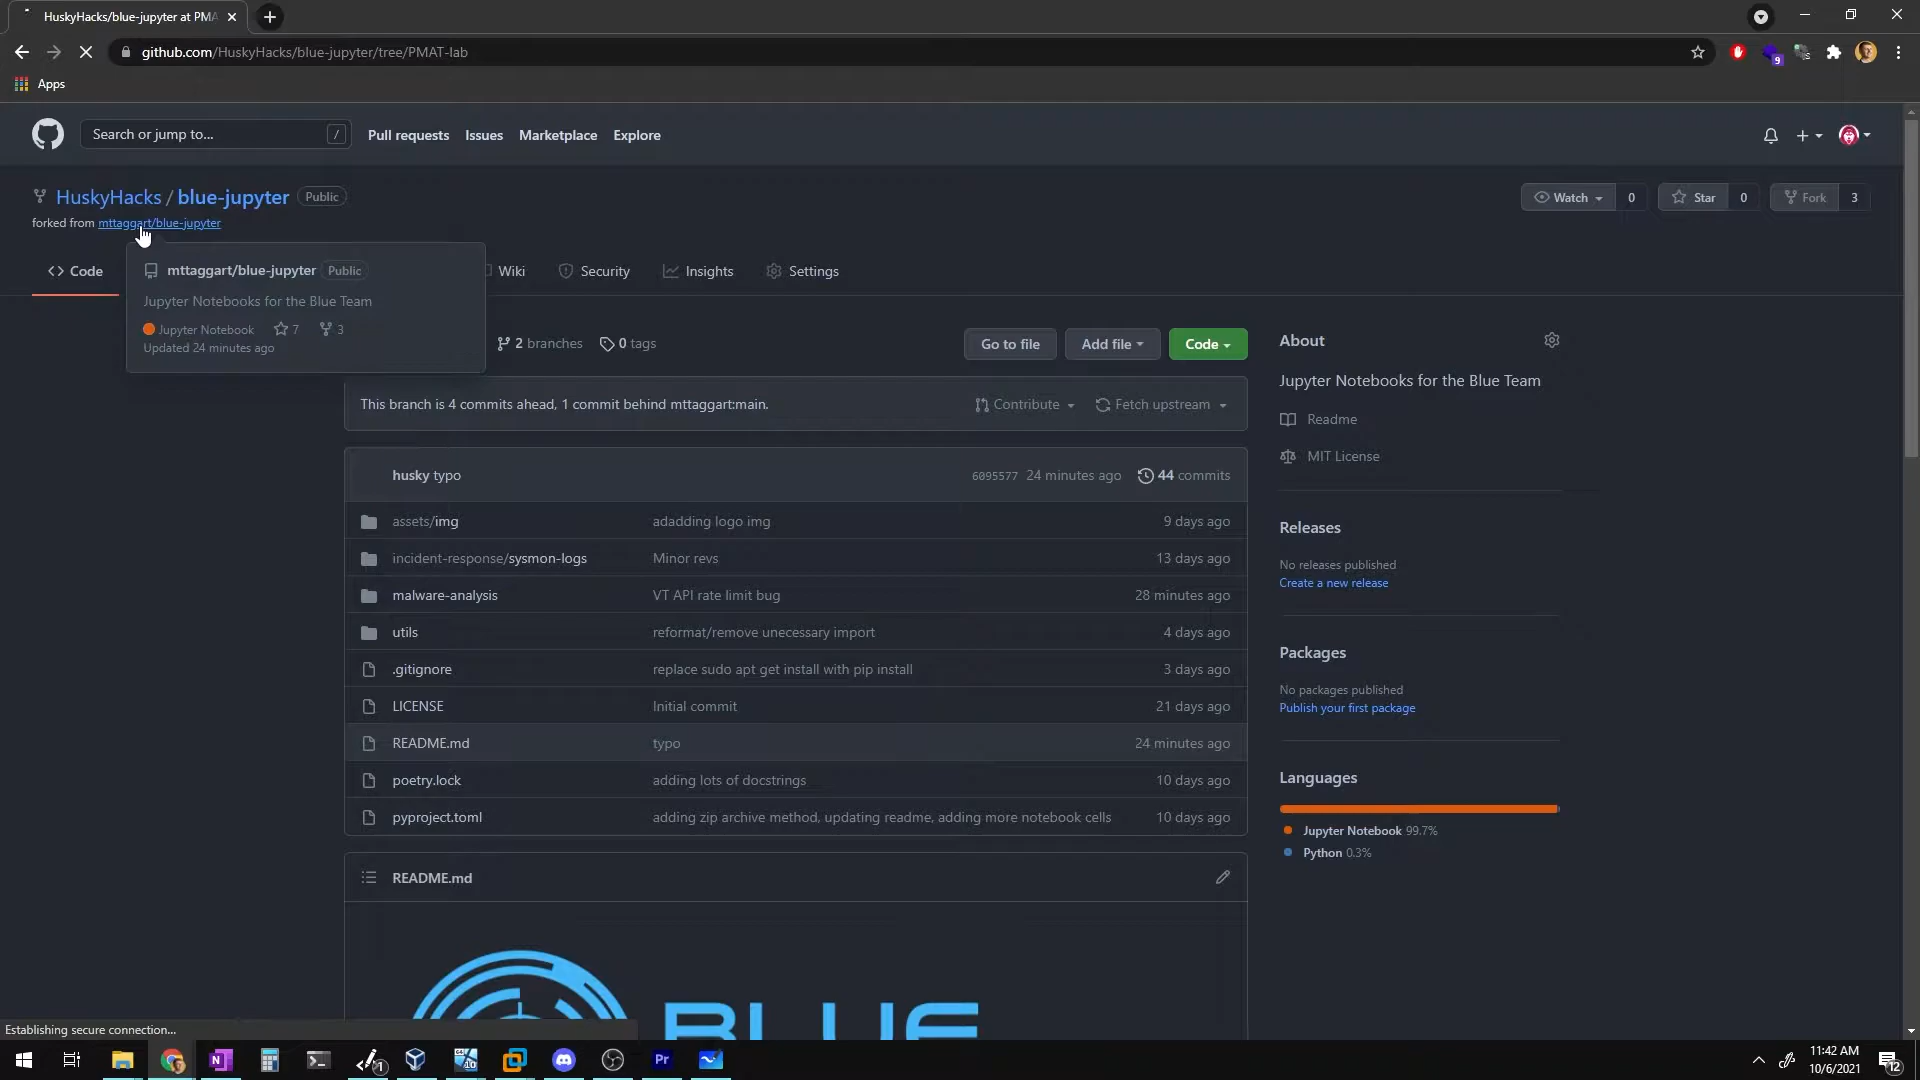 HuskyHacks/blue-jupyter at PMA
github.com/HuskyHacks/blue-jupyter/tree/PMAT-lab
9
Apps
Search or jump to... /
Pull requests Issues Marketplace Explore
HuskyHacks / blue-jupyter Public
Watch 0 Star 0 Fork 3
forked from mttaggart/blue-jupyter
Code Wiki Security Insights Settings
mttaggart/blue-jupyter Public
Jupyter Notebooks for the Blue Team
Jupyter Notebook 7 3
Updated 24 minutes ago
2 branches 0 tags Go to file Add file Code
This branch is 4 commits ahead, 1 commit behind mttaggart:main. Contribute Fetch upstream
husky typo 6095577 24 minutes ago 44 commits
assets/img adadding logo img 9 days ago
incident-response/sysmon-logs Minor revs 13 days ago
malware-analysis VT API rate limit bug 28 minutes ago
utils reformat/remove unecessary import 4 days ago
.gitignore replace sudo apt get install with pip install 3 days ago
LICENSE Initial commit 21 days ago
README.md typo 24 minutes ago
poetry.lock adding lots of docstrings 10 days ago
pyproject.toml adding zip archive method, updating readme, adding more notebook cells 10 days ago
README.md
BLUE
About
Jupyter Notebooks for the Blue Team
Readme
MIT License
Releases
No releases published
Create a new release
Packages
No packages published
Publish your first package
Languages
Jupyter Notebook 99.7%
Python 0.3%
Establishing secure connection...
N 1 64 10 Pr
11:42 AM
10/6/2021
12